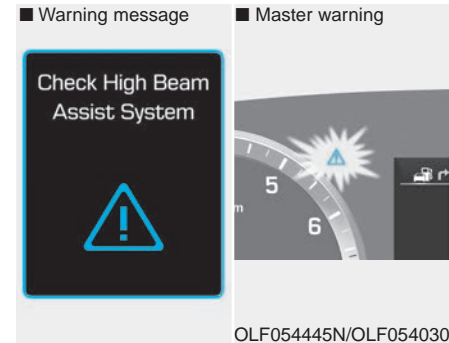 ■ Warning message
■ Master warning
Check High Beam
Assist System
5
m
6
OLF054445N/OLF054030